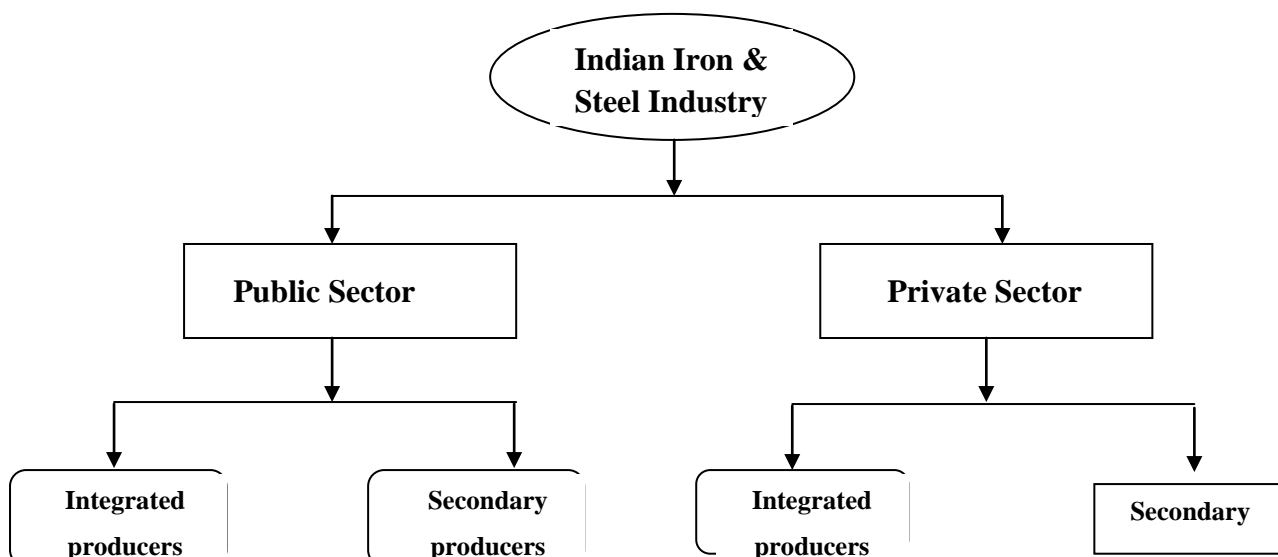 Indian Iron &
Steel Industry
Public Sector
Private Sector
Integrated
producers
Secondary
producers
Integrated
producers
Secondary